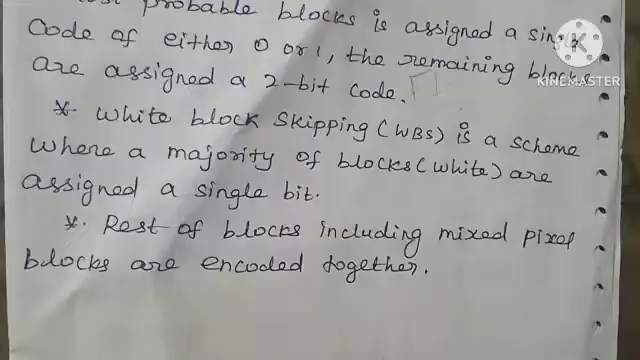 probable blocks is assigned a single
code of either 0 or 1, the remaining blocks
are assigned a 2-bit code.
* White block skipping (WBS) is a scheme
where a majority of blocks (white) are
assigned a single bit.
* Rest of blocks including mixed pixel
blocks are encoded together.
KINEMASTER